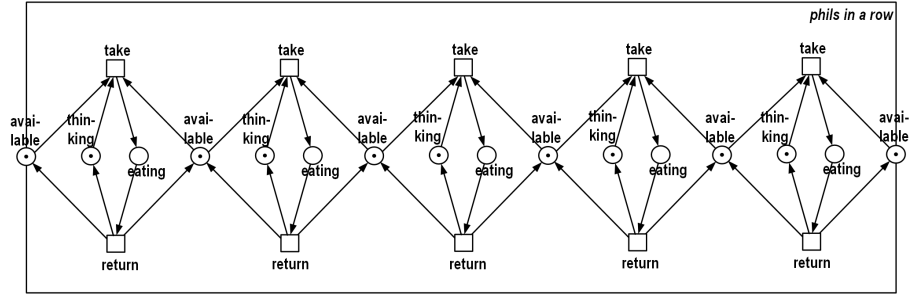 phils in a row
take
take
take
take
take
avai-
lable
thin-
king
avai-
lable
thin-
king
avai-
lable
thin-
king
avai-
lable
thin-
king
avai-
lable
thin-
king
avai-
lable
eating
eating
eating
eating
eating
return
return
return
return
return